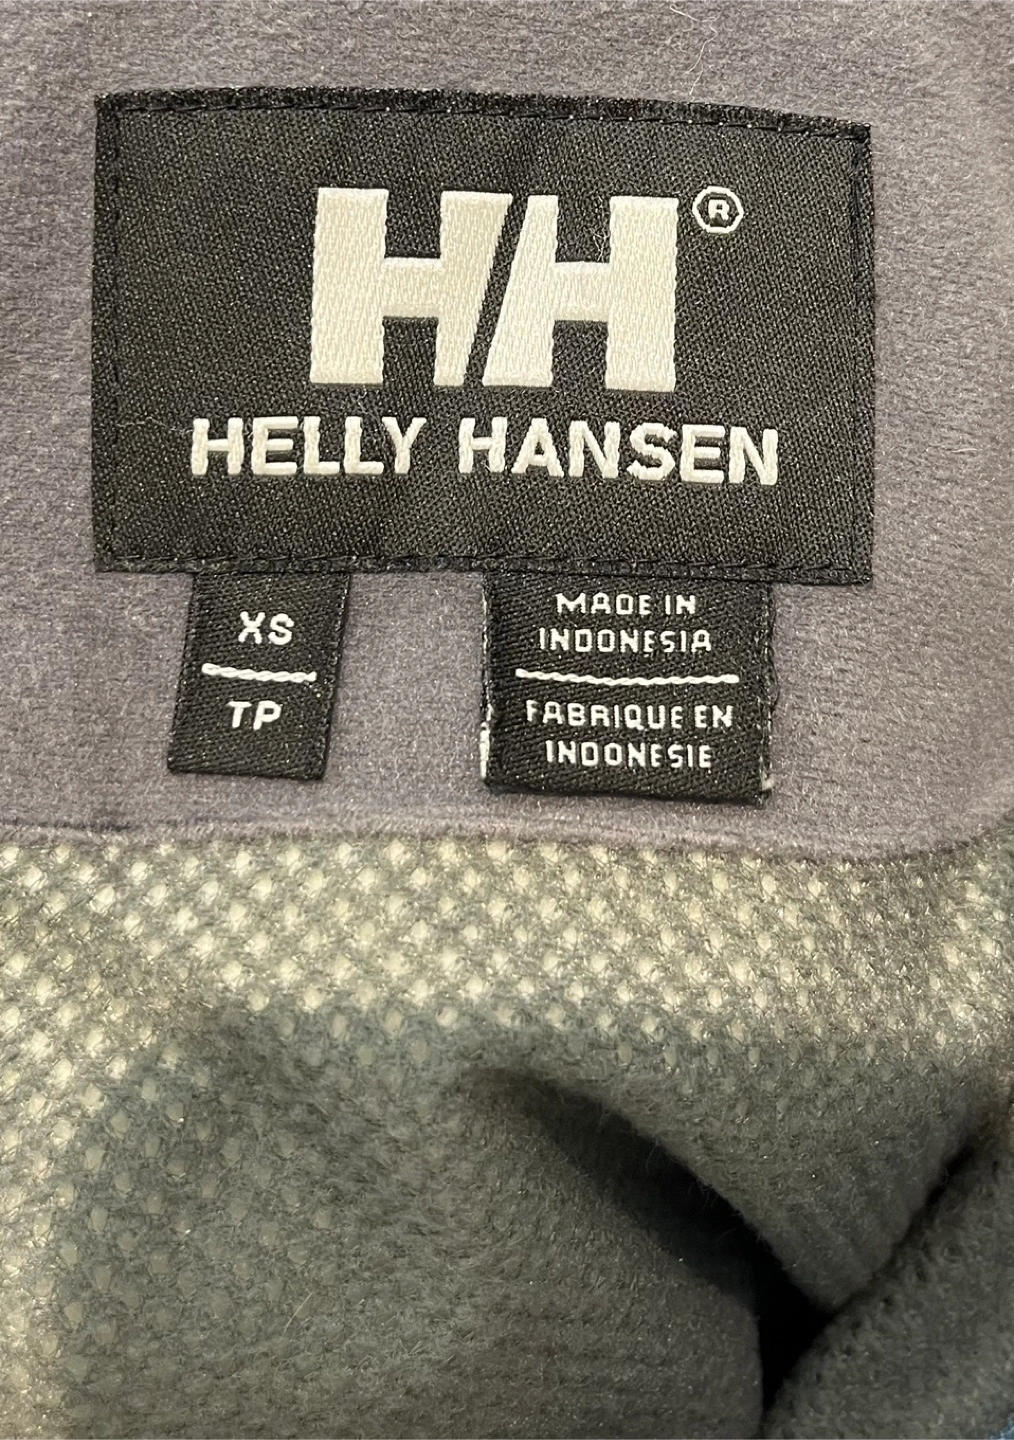 HH®
HELLY HANSEN
XS
TP
MADE IN
INDONESIA
FABRIQUE EN
INDONESIE